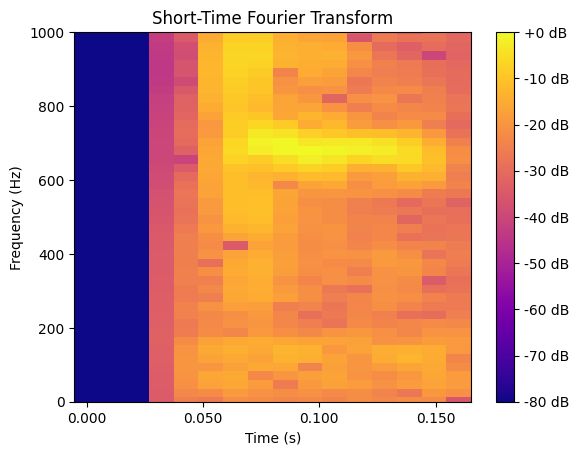 Short-Time Fourier Transform
1000
800
600
400
200
0
Frequency (Hz)
0.000
0.050
0.100
0.150
Time (s)
+0 dB
-10 dB
-20 dB
-30 dB
-40 dB
-50 dB
-60 dB
-70 dB
-80 dB